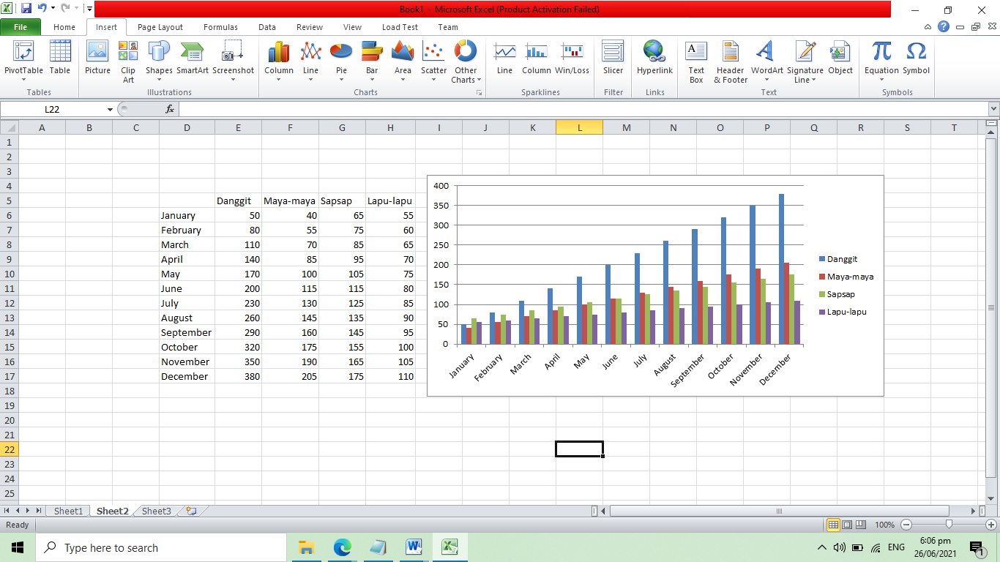 Book1 - Microsoft Excel (Product Activation Failed)
File Home Insert Page Layout Formulas Data Review View Load Test Team
PivotTable Table Picture Clip Art Shapes SmartArt Screenshot Column Line Pie Bar Area Scatter Other Charts Line Column Win/Loss Slicer Hyperlink Text Box Header & Footer WordArt Signature Line Object Equation Symbol
Tables Illustrations Charts Sparklines Filter Links Text Symbols
L22 fx
A B C D E F G H I J K L M N O P Q R S T
1
2
3
4
5 Danggit Maya-maya Sapsap Lapu-lapu
6 January 50 40 65 55
7 February 80 55 75 60
8 March 110 70 85 65
9 April 140 85 95 70
10 May 170 100 105 75
11 June 200 115 115 80
12 July 230 130 125 85
13 August 260 145 135 90
14 September 290 160 145 95
15 October 320 175 155 100
16 November 350 190 165 105
17 December 380 205 175 110
18
19
20
21
22
23
24
25
400
350
300
250
200
150
100
50
0
January February March April May June July August September October November December
Danggit
Maya-maya
Sapsap
Lapu-lapu
Sheet1 Sheet2 Sheet3
Ready 100%
Type here to search ENG 6:06 pm
26/06/2021 1